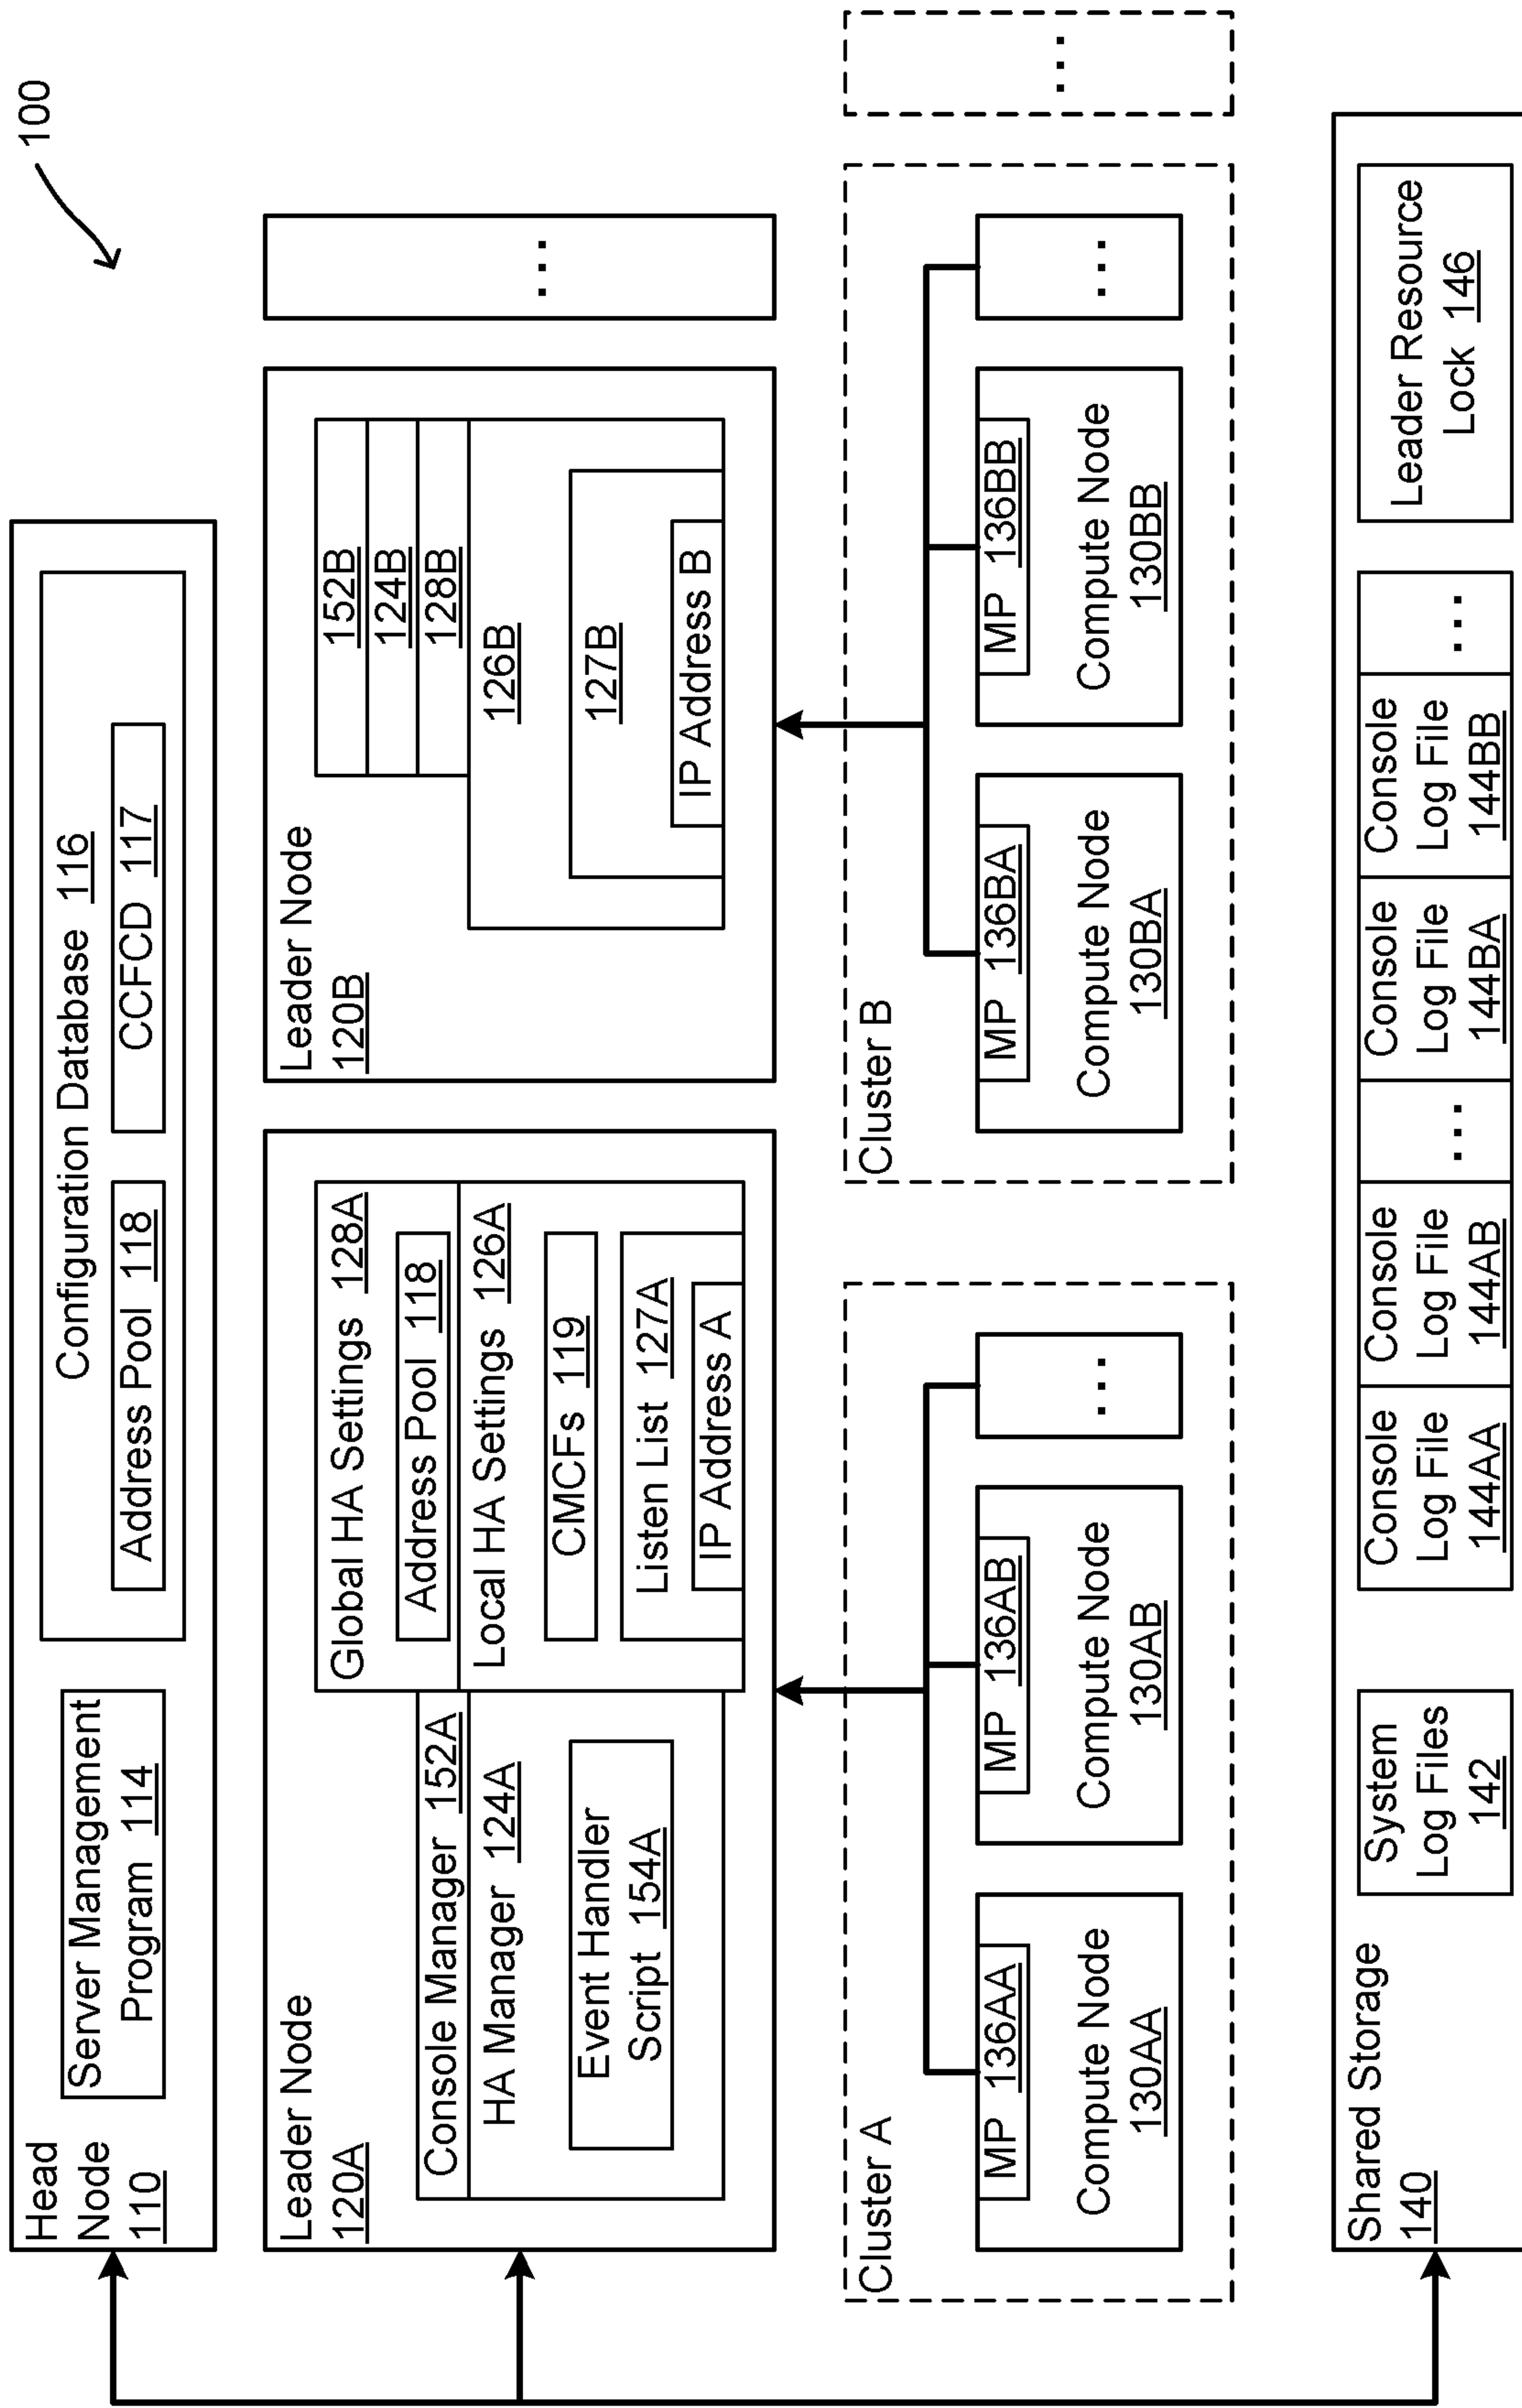 100
Head
Node
110
Server Management
Program 114
Configuration Database 116
Address Pool 118
CCFCD 117
Leader Node
120A
Console Manager 152A
HA Manager 124A
Event Handler
Script 154A
Global HA Settings 128A
Address Pool 118
Local HA Settings 126A
CMCFs 119
Listen List 127A
IP Address A
Leader Node
120B
152B
124B
128B
126B
127B
IP Address B
...
Cluster A
MP 136AA
Compute Node
130AA
MP 136AB
Compute Node
130AB
...
Cluster B
MP 136BA
Compute Node
130BA
MP 136BB
Compute Node
130BB
...
...
Shared Storage
140
System
Log Files
142
Console
Log File
144AA
Console
Log File
144AB
...
Console
Log File
144BA
Console
Log File
144BB
...
Leader Resource
Lock 146